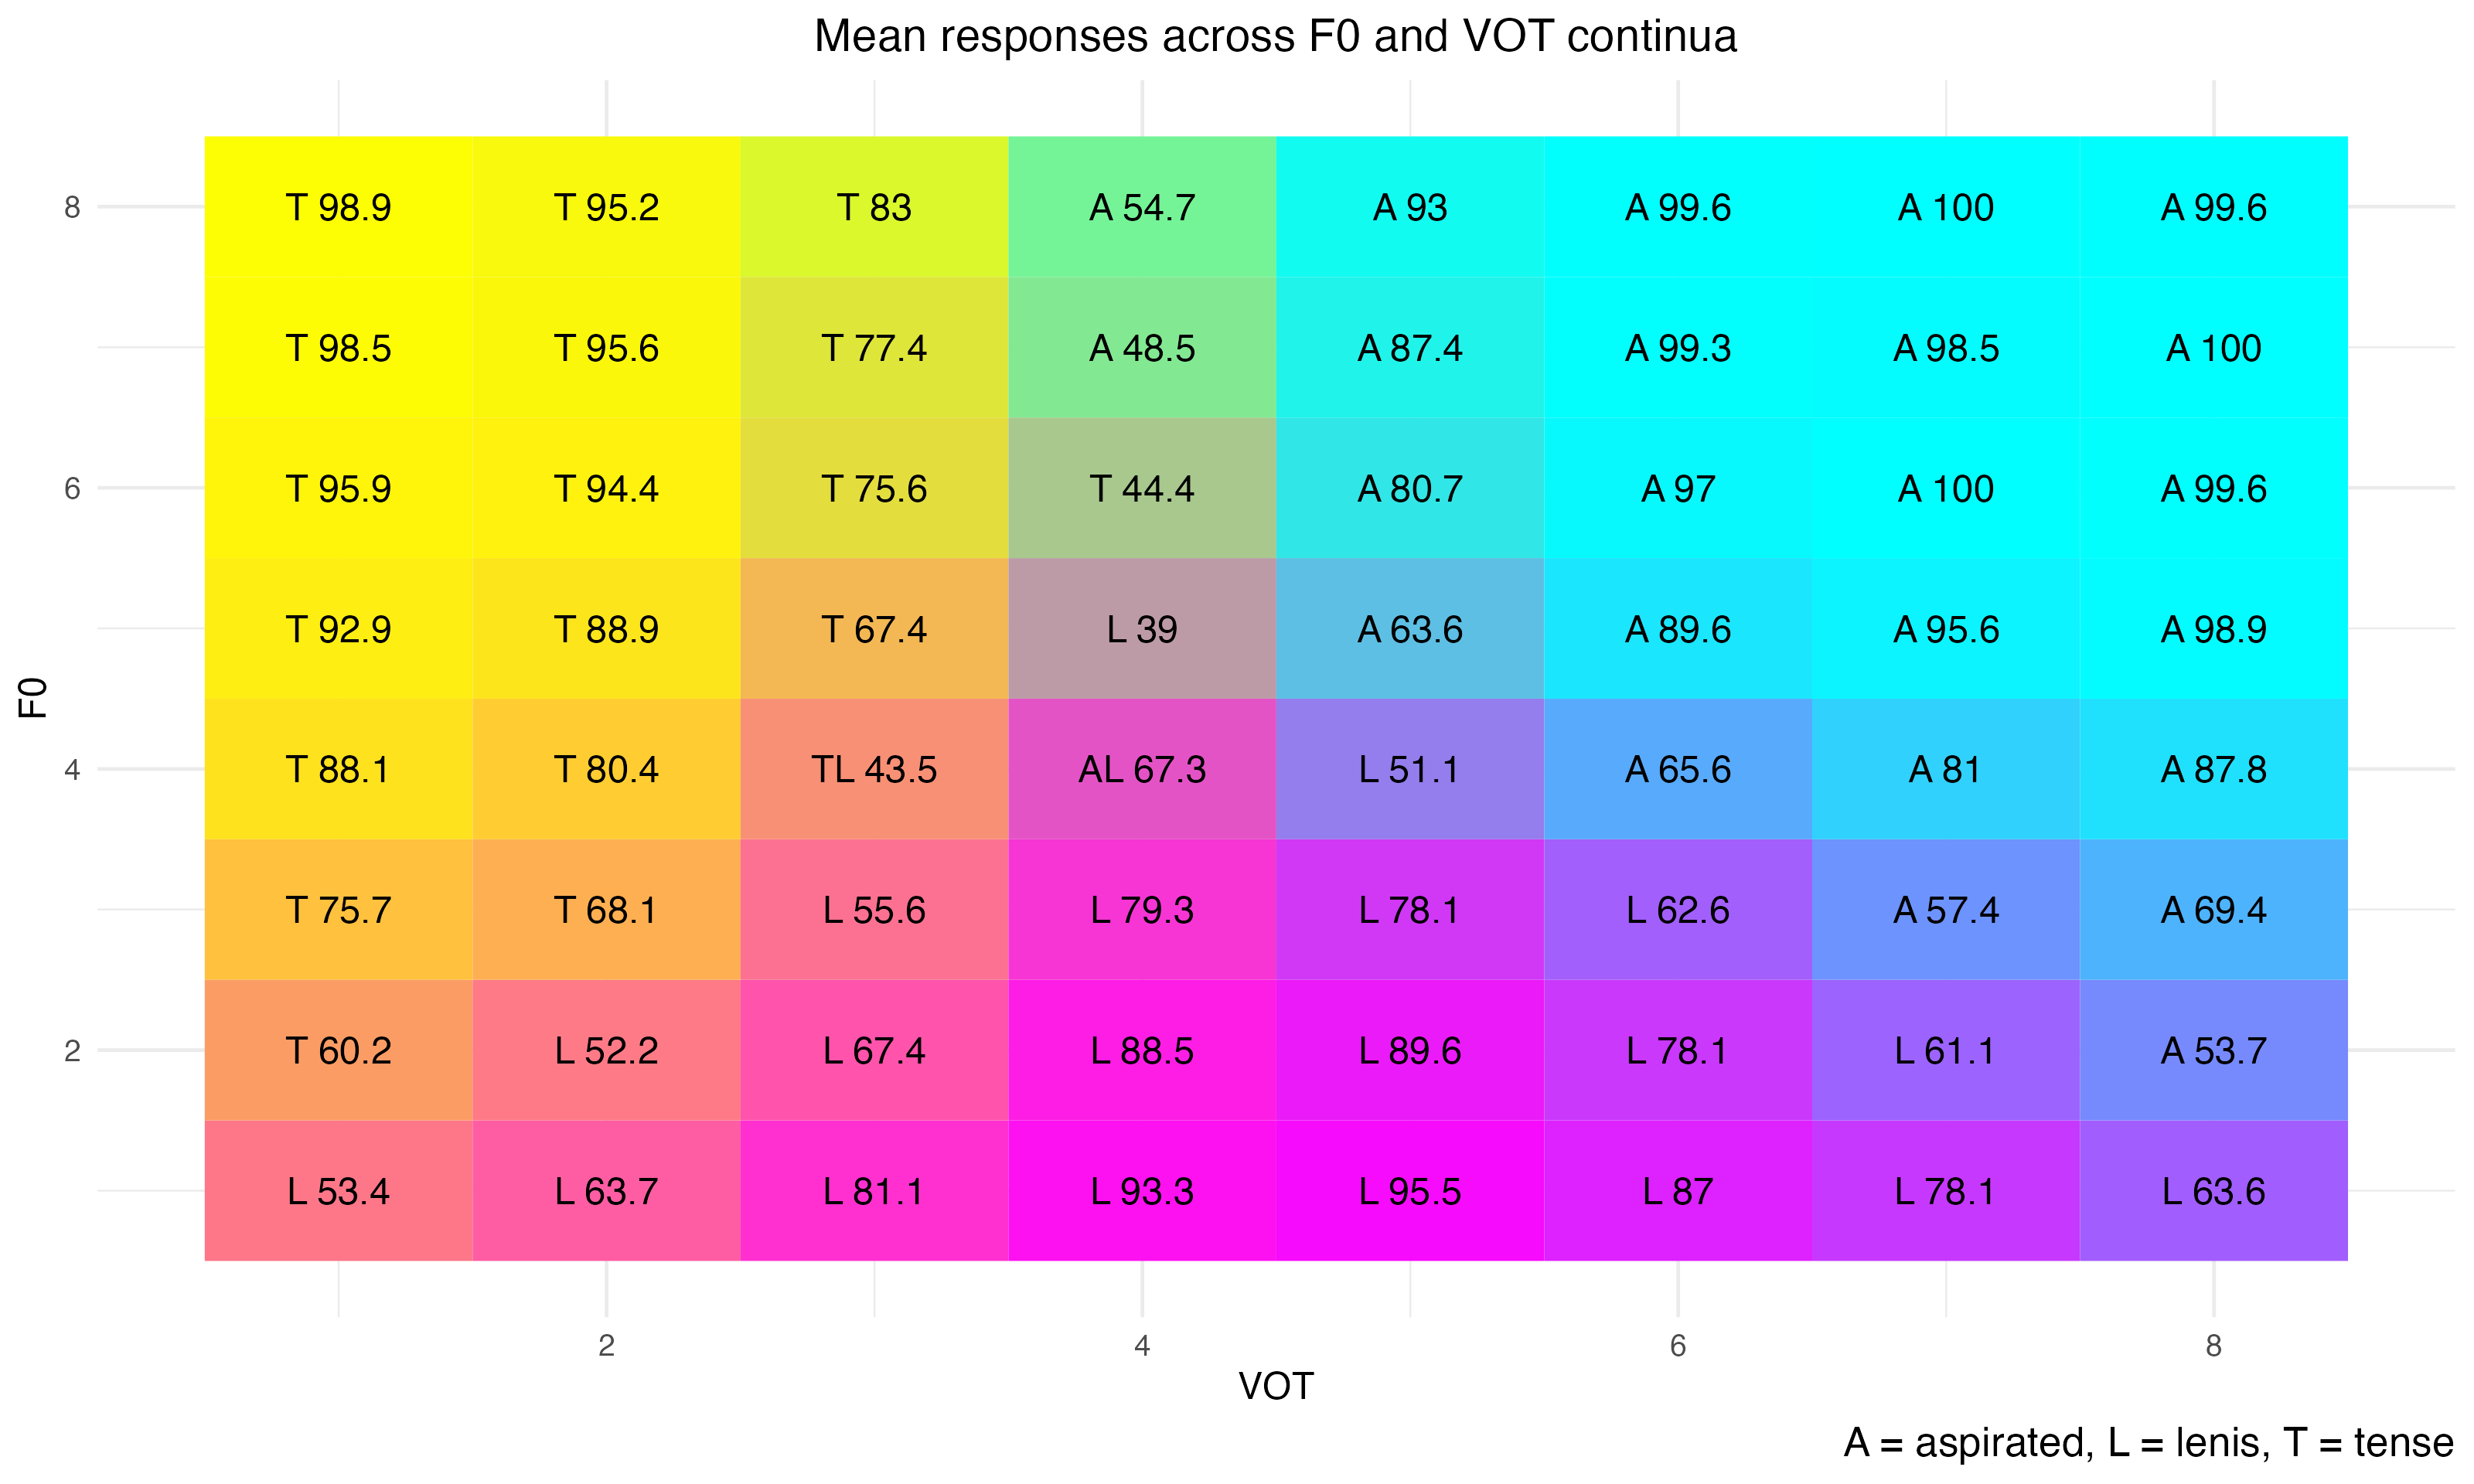 Mean responses across F0 and VOT continua
8 T 98.9 T 95.2 T 83 A 54.7 A 93 A 99.6 A 100 A 99.6
T 98.5 T 95.6 T 77.4 A 48.5 A 87.4 A 99.3 A 98.5 A 100
6 T 95.9 T 94.4 T 75.6 T 44.4 A 80.7 A 97 A 100 A 99.6
T 92.9 T 88.9 T 67.4 L 39 A 63.6 A 89.6 A 95.6 A 98.9
F0
4 T 88.1 T 80.4 TL 43.5 AL 67.3 L 51.1 A 65.6 A 81 A 87.8
T 75.7 T 68.1 L 55.6 L 79.3 L 78.1 L 62.6 A 57.4 A 69.4
2 T 60.2 L 52.2 L 67.4 L 88.5 L 89.6 L 78.1 L 61.1 A 53.7
L 53.4 L 63.7 L 81.1 L 93.3 L 95.5 L 87 L 78.1 L 63.6
2 4 6 8
VOT
A = aspirated, L = lenis, T = tense